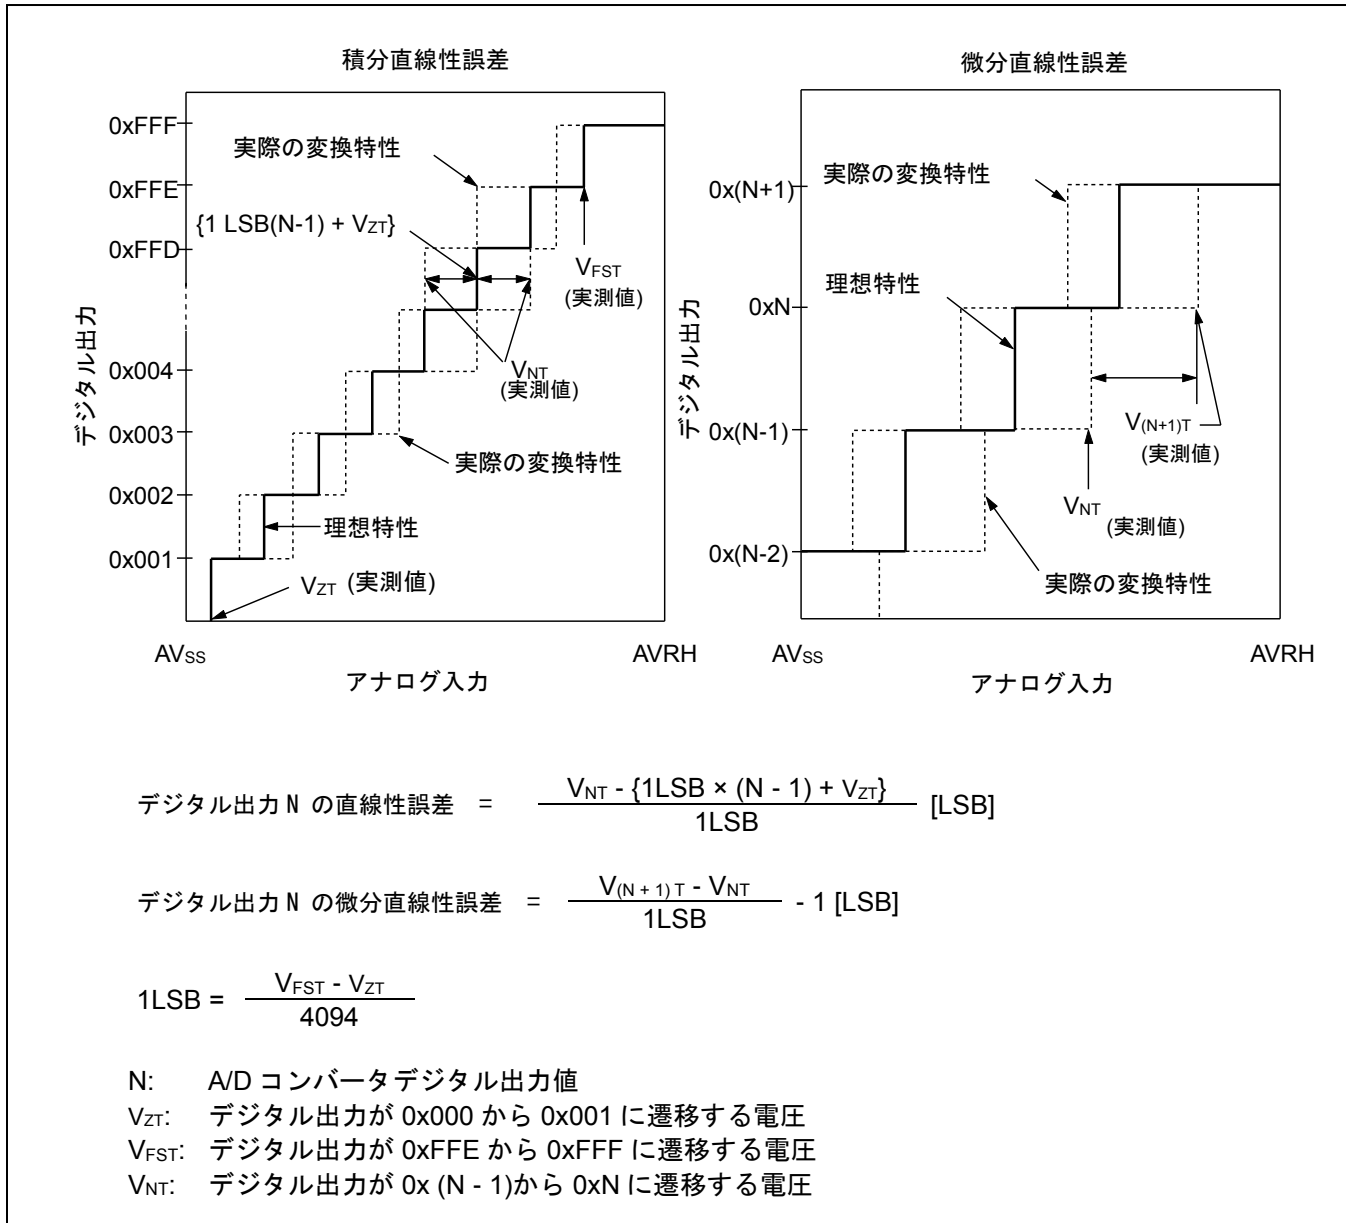 積分直線性誤差
0xFFF
実際の変換特性
0xFFE
{1 LSB(N-1) + VZT}
0xFFD
VFST
(実測値)
デジタル出力
0x004
VNT
(実測値)
0x003
実際の変換特性
0x002
理想特性
0x001
VZT (実測値)
AVSS
AVRH
アナログ入力
微分直線性誤差
実際の変換特性
0x(N+1)
理想特性
0xN
デジタル出力
0x(N-1)
V(N+1)T
(実測値)
VNT
(実測値)
0x(N-2)
実際の変換特性
AVSS
AVRH
アナログ入力
デジタル出力 N の直線性誤差 = VNT - {1LSB × (N - 1) + VZT}
1LSB
[LSB]
デジタル出力 N の微分直線性誤差 = V(N + 1) T - VNT
1LSB
- 1 [LSB]
1LSB = VFST - VZT
4094
N: A/D コンバータデジタル出力値
VZT: デジタル出力が 0x000 から 0x001 に遷移する電圧
VFST: デジタル出力が 0xFFE から 0xFFF に遷移する電圧
VNT: デジタル出力が 0x (N - 1)から 0xN に遷移する電圧